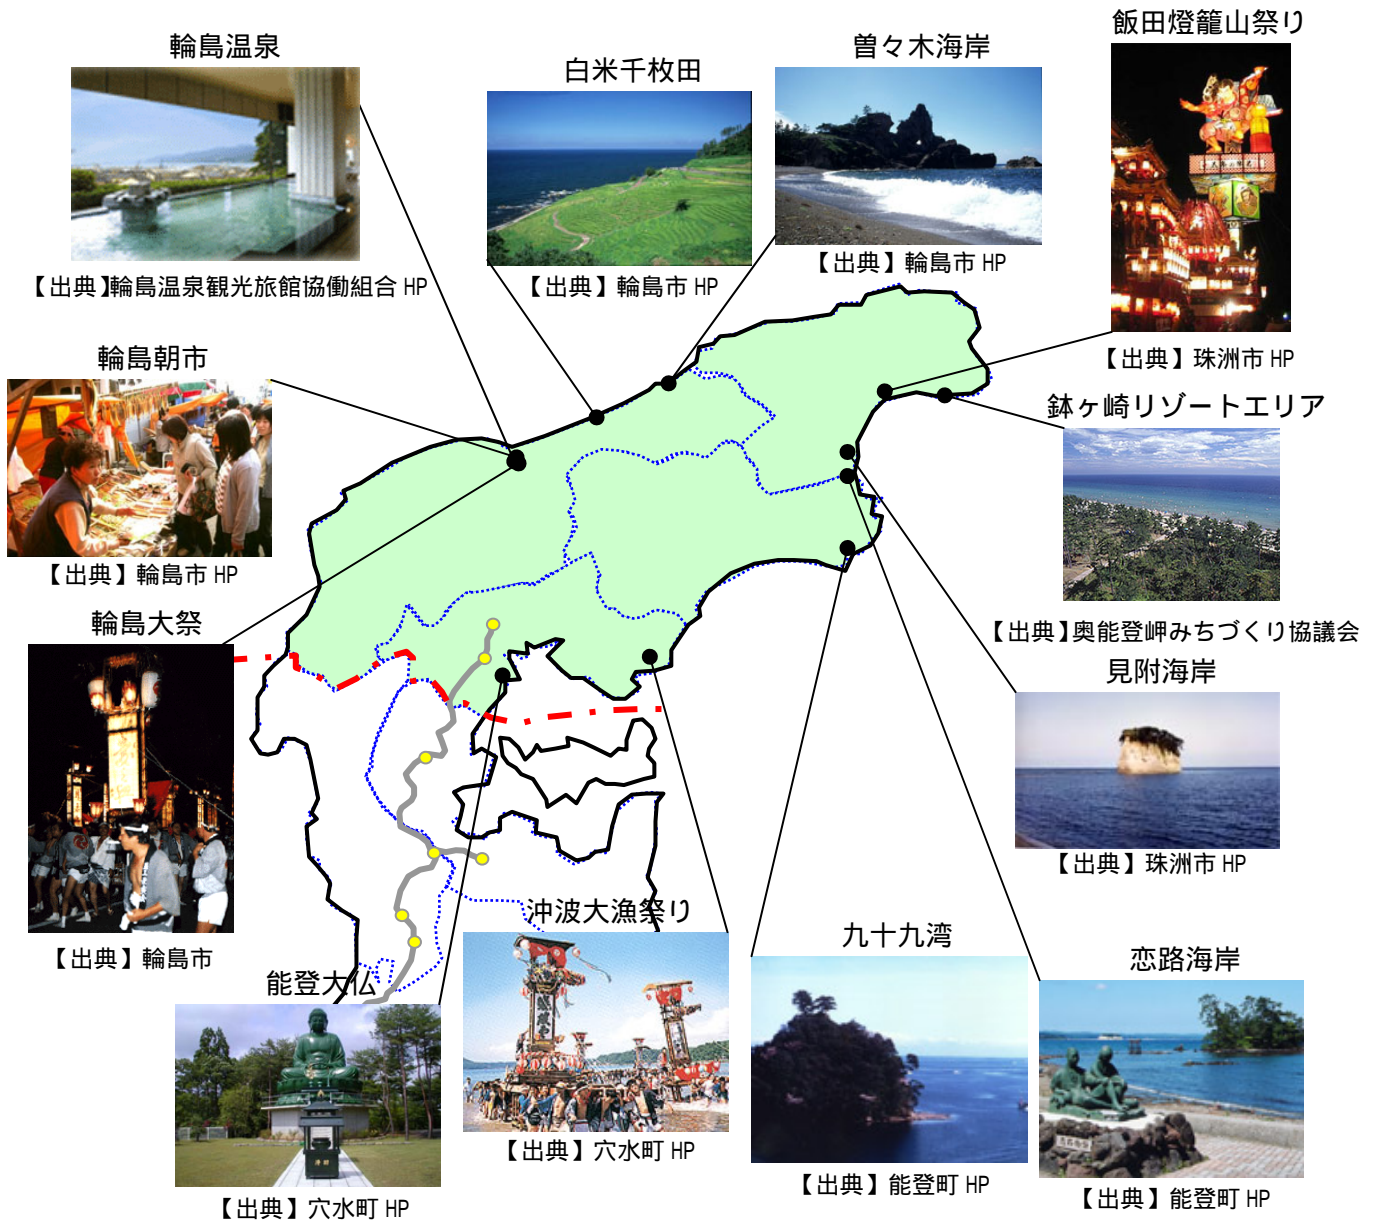 輪島温泉
【出典】輪島温泉観光旅館協働組合 HP
白米千枚田
【出典】輪島市 HP
曽々木海岸
【出典】輪島市 HP
飯田燈籠山祭り
【出典】珠洲市 HP
輪島朝市
【出典】輪島市 HP
鉢ヶ崎リゾートエリア
【出典】奥能登岬みちづくり協議会
輪島大祭
【出典】輪島市
見附海岸
【出典】珠洲市 HP
能登大仏
【出典】穴水町 HP
沖波大漁祭り
【出典】穴水町 HP
九十九湾
【出典】能登町 HP
恋路海岸
【出典】能登町 HP